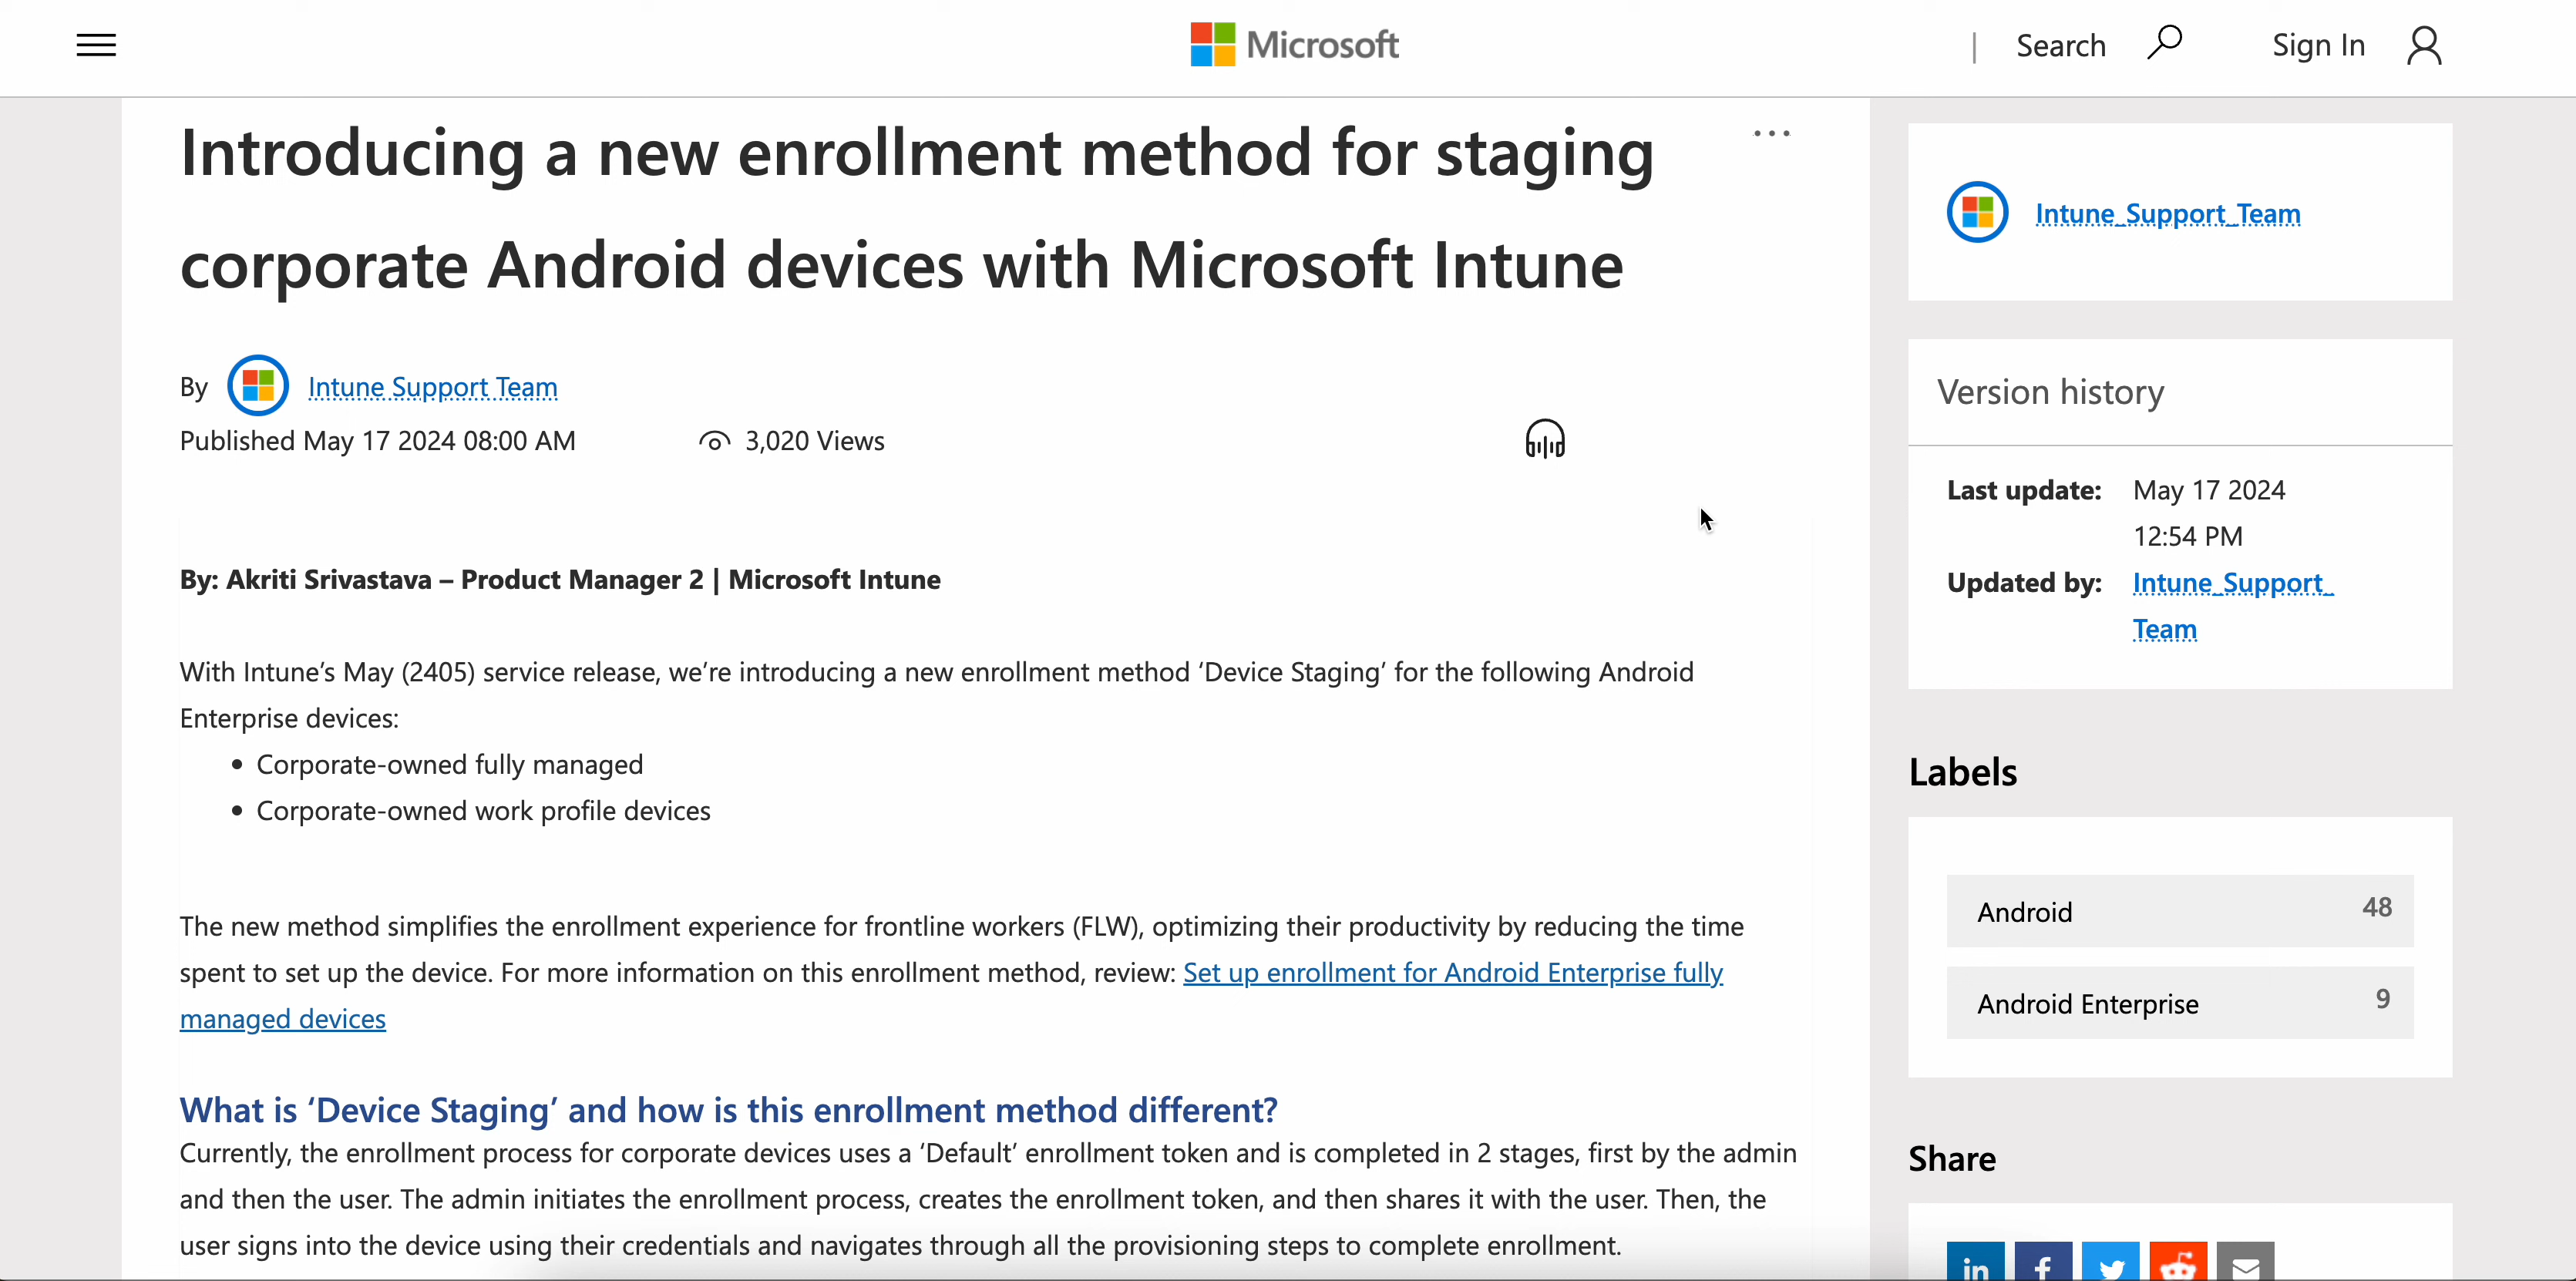 Microsoft
Search
Sign In
Introducing a new enrollment method for staging
corporate Android devices with Microsoft Intune
By Intune Support Team
Published May 17 2024 08:00 AM
3,020 Views
By: Akriti Srivastava – Product Manager 2 | Microsoft Intune
With Intune’s May (2405) service release, we’re introducing a new enrollment method ‘Device Staging’ for the following Android
Enterprise devices:
• Corporate-owned fully managed
• Corporate-owned work profile devices
The new method simplifies the enrollment experience for frontline workers (FLW), optimizing their productivity by reducing the time
spent to set up the device. For more information on this enrollment method, review: Set up enrollment for Android Enterprise fully
managed devices
What is ‘Device Staging’ and how is this enrollment method different?
Currently, the enrollment process for corporate devices uses a ‘Default’ enrollment token and is completed in 2 stages, first by the admin
and then the user. The admin initiates the enrollment process, creates the enrollment token, and then shares it with the user. Then, the
user signs into the device using their credentials and navigates through all the provisioning steps to complete enrollment.
Intune_Support_Team
Version history
Last update: May 17 2024
12:54 PM
Updated by: Intune_Support_
Team
Labels
Android 48
Android Enterprise 9
Share
in f